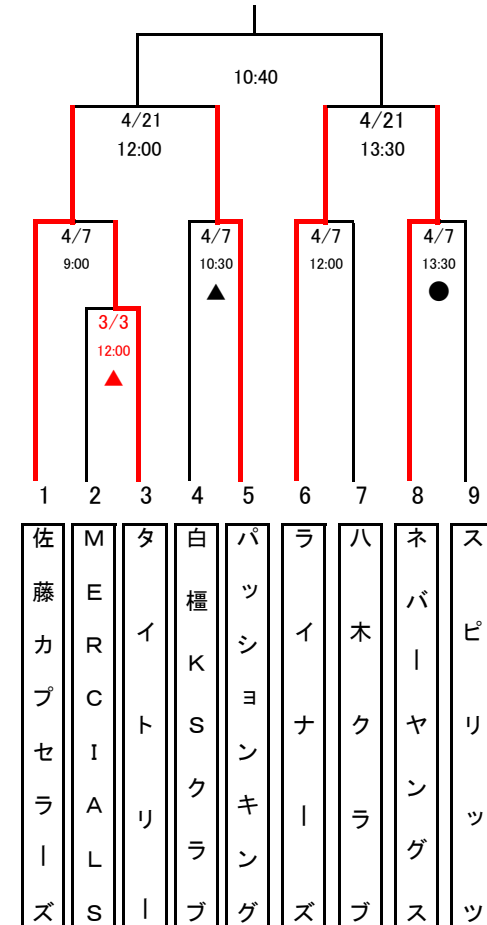 10:40
4/21
12:00
4/21
13:30
4/7
9:00
4/7
10:30
▲
4/7
12:00
4/7
13:30
●
3/3
12:00
▲
1 2 3 4 5 6 7 8 9
佐藤カプセラーズ
MERCIALS
タイトリー
白橿KSクラブ
パッションキング
ライナーズ
八木クラブ
ネバーヤングス
スピリッツ